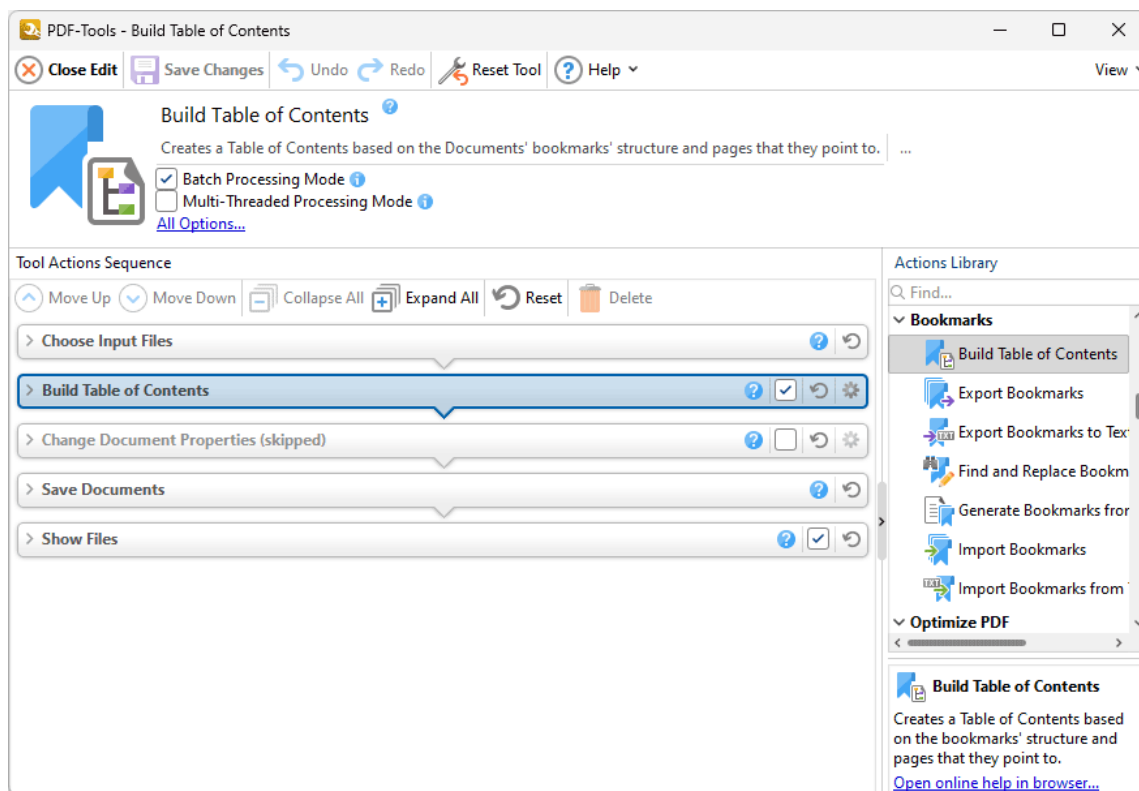 PDF-Tools - Build Table of Contents
Close Edit Save Changes Undo Redo Reset Tool Help View
Build Table of Contents
Creates a Table of Contents based on the Documents' bookmarks' structure and pages that they point to. ...
Batch Processing Mode
Multi-Threaded Processing Mode
All Options...
Tool Actions Sequence
Move Up Move Down Collapse All Expand All Reset Delete
Choose Input Files
Build Table of Contents
Change Document Properties (skipped)
Save Documents
Show Files
Actions Library
Find...
Bookmarks
Build Table of Contents
Export Bookmarks
Export Bookmarks to Tex
Find and Replace Bookm
Generate Bookmarks fror
Import Bookmarks
Import Bookmarks from
Optimize PDF
Build Table of Contents
Creates a Table of Contents based
on the bookmarks' structure and
pages that they point to.
Open online help in browser...